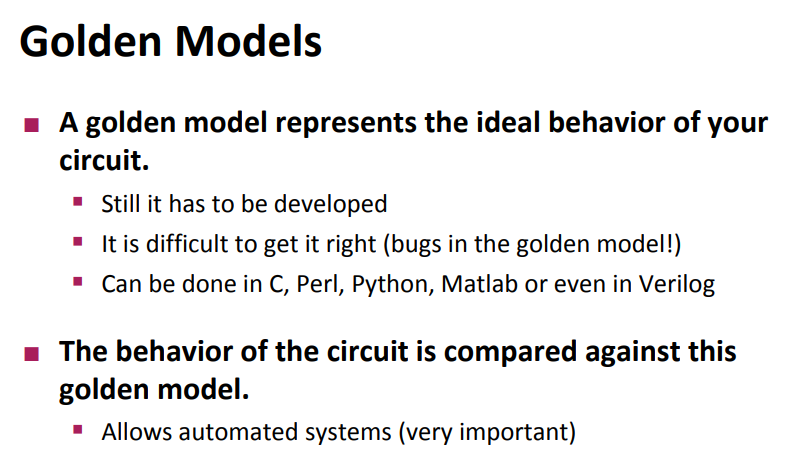 Golden Models
A golden model represents the ideal behavior of your
circuit.
Still it has to be developed
It is difficult to get it right (bugs in the golden model!)
Can be done in C, Perl, Python, Matlab or even in Verilog
The behavior of the circuit is compared against this
golden model.
Allows automated systems (very important)